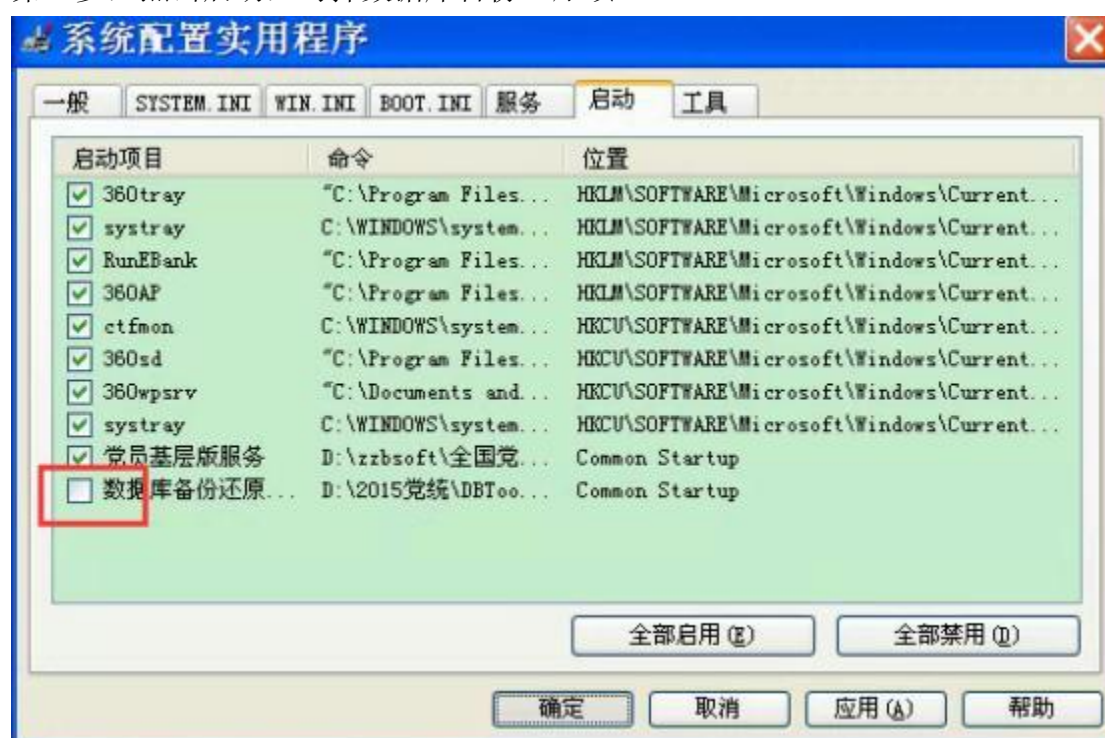 系统配置实用程序
一般 SYSTEM.INI WIN.INI BOOT.INI 服务 启动 工具
启动项目 命令 位置
360tray "C:\Program Files... HKLM\SOFTWARE\Microsoft\Windows\Current...
systray C:\WINDOWS\system... HKLM\SOFTWARE\Microsoft\Windows\Current...
RunEBank "C:\Program Files... HKLM\SOFTWARE\Microsoft\Windows\Current...
360AP "C:\Program Files... HKLM\SOFTWARE\Microsoft\Windows\Current...
ctfmon C:\WINDOWS\system... HKCU\SOFTWARE\Microsoft\Windows\Current...
360sd "C:\Program Files... HKCU\SOFTWARE\Microsoft\Windows\Current...
360wpsrv "C:\Documents and... HKCU\SOFTWARE\Microsoft\Windows\Current...
systray C:\WINDOWS\system... HKCU\SOFTWARE\Microsoft\Windows\Current...
党员基层版服务 D:\zzbsoft\全国党... Common Startup
数据库备份还原... D:\2015党统\DBToo... Common Startup
全部启用(E) 全部禁用(D)
确定 取消 应用(A) 帮助